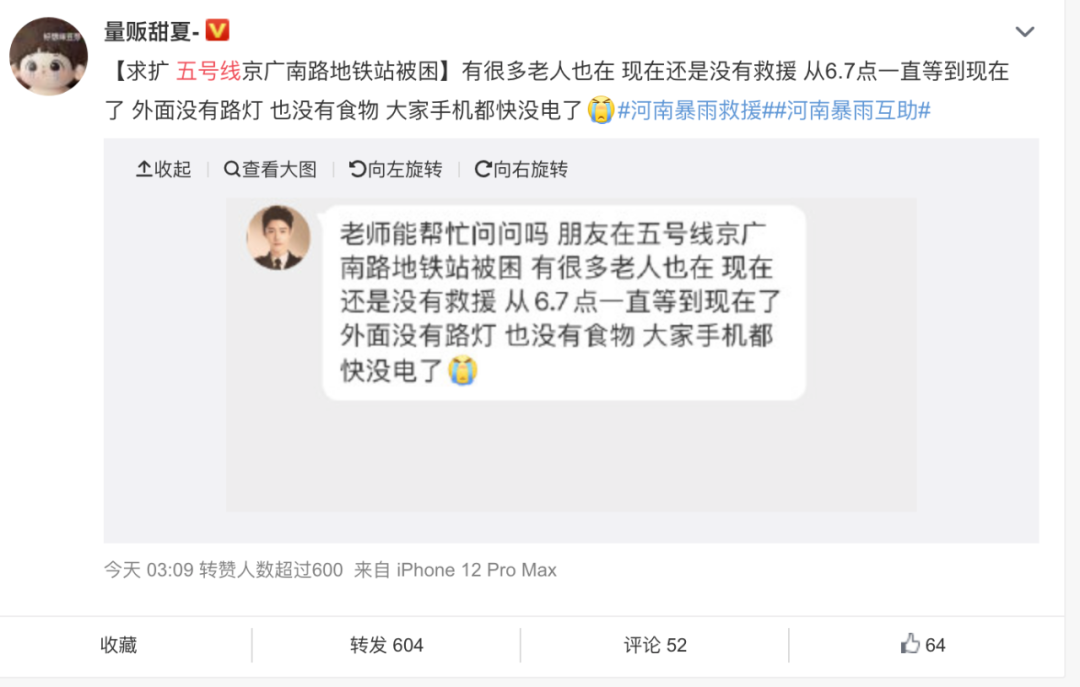 量贩甜夏-
【求扩 五号线京广南路地铁站被困】有很多老人也在 现在还是没有救援 从6.7点一直等到现在
了 外面没有路灯 也没有食物 大家手机都快没电了😭#河南暴雨救援##河南暴雨互助#
收起 查看大图 向左旋转 向右旋转
老师能帮忙问问吗 朋友在五号线京广
南路地铁站被困 有很多老人也在 现在
还是没有救援 从6.7点一直等到现在了
外面没有路灯 也没有食物 大家手机都
快没电了😭
今天 03:09 转赞人数超过600 来自 iPhone 12 Pro Max
收藏 转发 604 评论 52 64